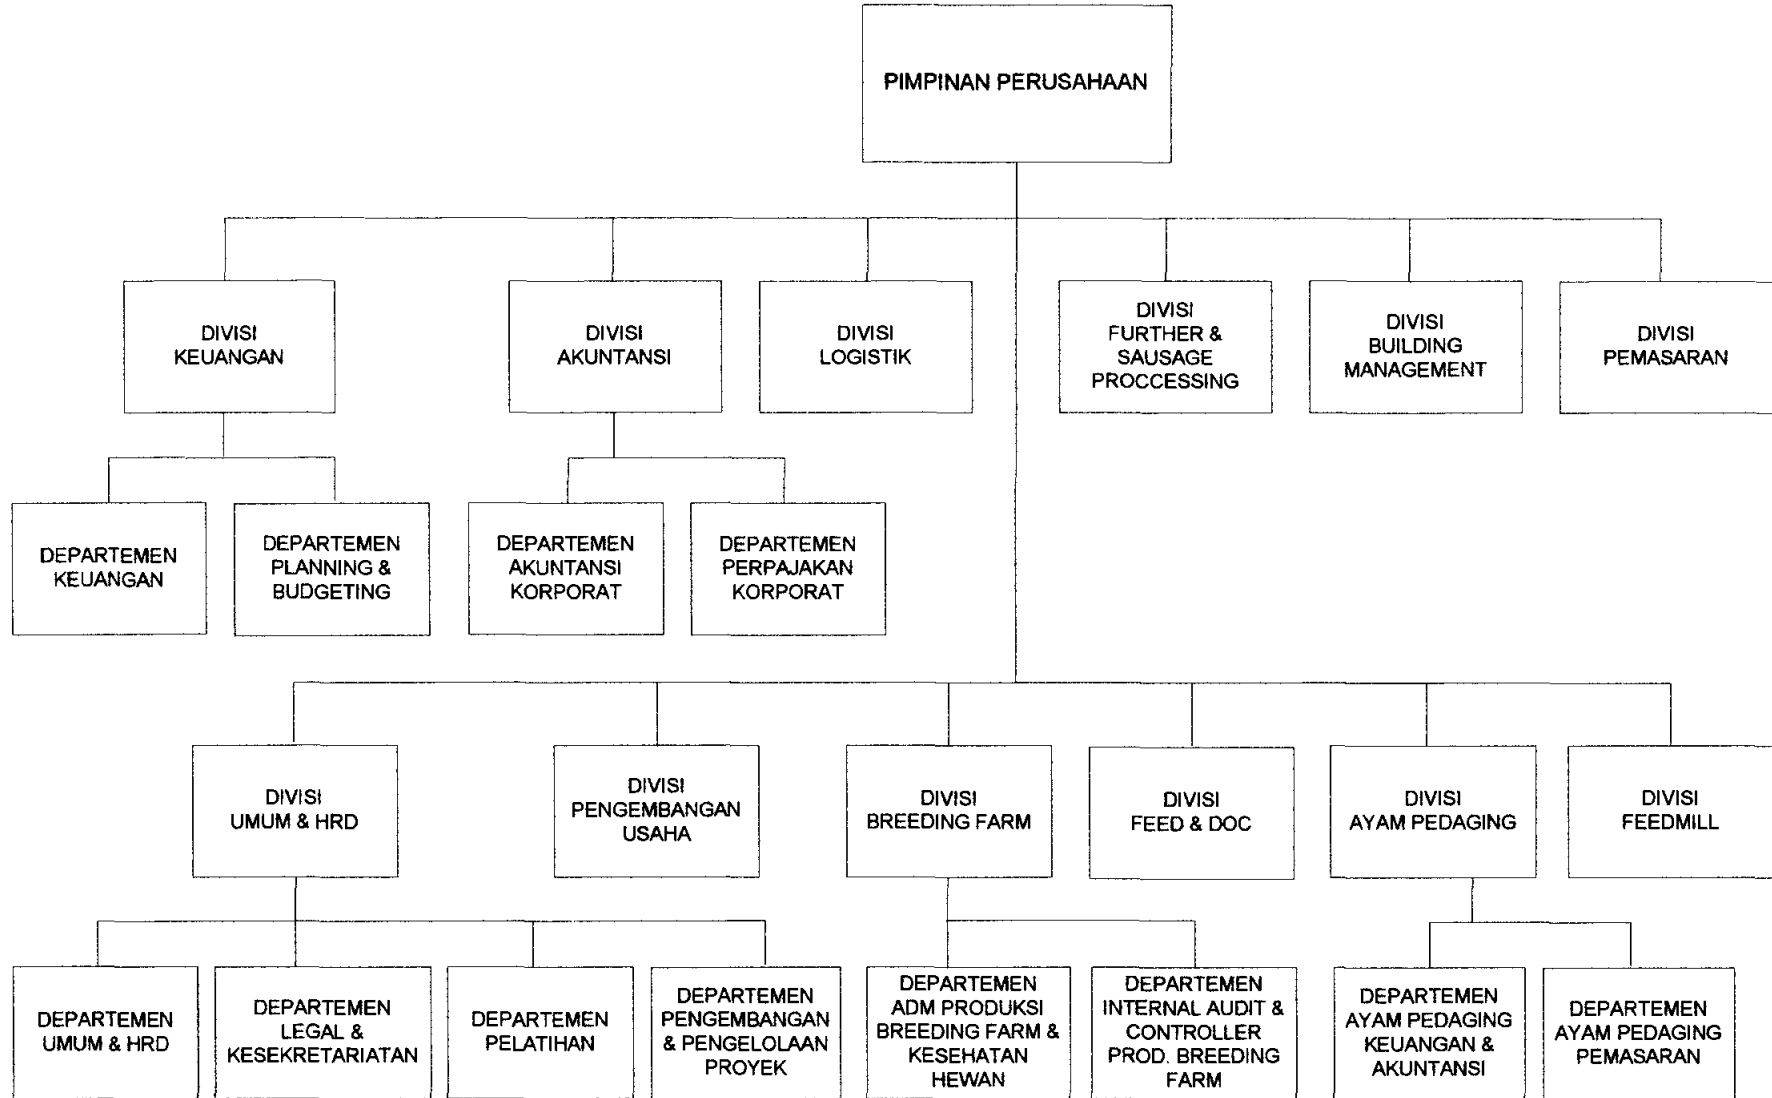 PIMPINAN PERUSAHAAN
DIVISI
KEUANGAN
DIVISI
AKUNTANSI
DIVISI
LOGISTIK
DIVISI
FURTHER &
SAUSAGE
PROCCESSING
DIVISI
BUILDING
MANAGEMENT
DIVISI
PEMASARAN
DEPARTEMEN
KEUANGAN
DEPARTEMEN
PLANNING &
BUDGETING
DEPARTEMEN
AKUNTANSI
KORPORAT
DEPARTEMEN
PERPAJAKAN
KORPORAT
DIVISI
UMUM & HRD
DIVISI
PENGEMBANGAN
USAHA
DIVISI
BREEDING FARM
DIVISI
FEED & DOC
DIVISI
AYAM PEDAGING
DIVISI
FEEDMILL
DEPARTEMEN
UMUM & HRD
DEPARTEMEN
LEGAL &
KESEKRETARIATAN
DEPARTEMEN
PELATIHAN
DEPARTEMEN
PENGEMBANGAN
& PENGELOLAAN
PROYEK
DEPARTEMEN
ADM PRODUKSI
BREEDING FARM &
KESEHATAN
HEWAN
DEPARTEMEN
INTERNAL AUDIT &
CONTROLLER
PROD. BREEDING
FARM
DEPARTEMEN
AYAM PEDAGING
KEUANGAN &
AKUNTANSI
DEPARTEMEN
AYAM PEDAGING
PEMASARAN